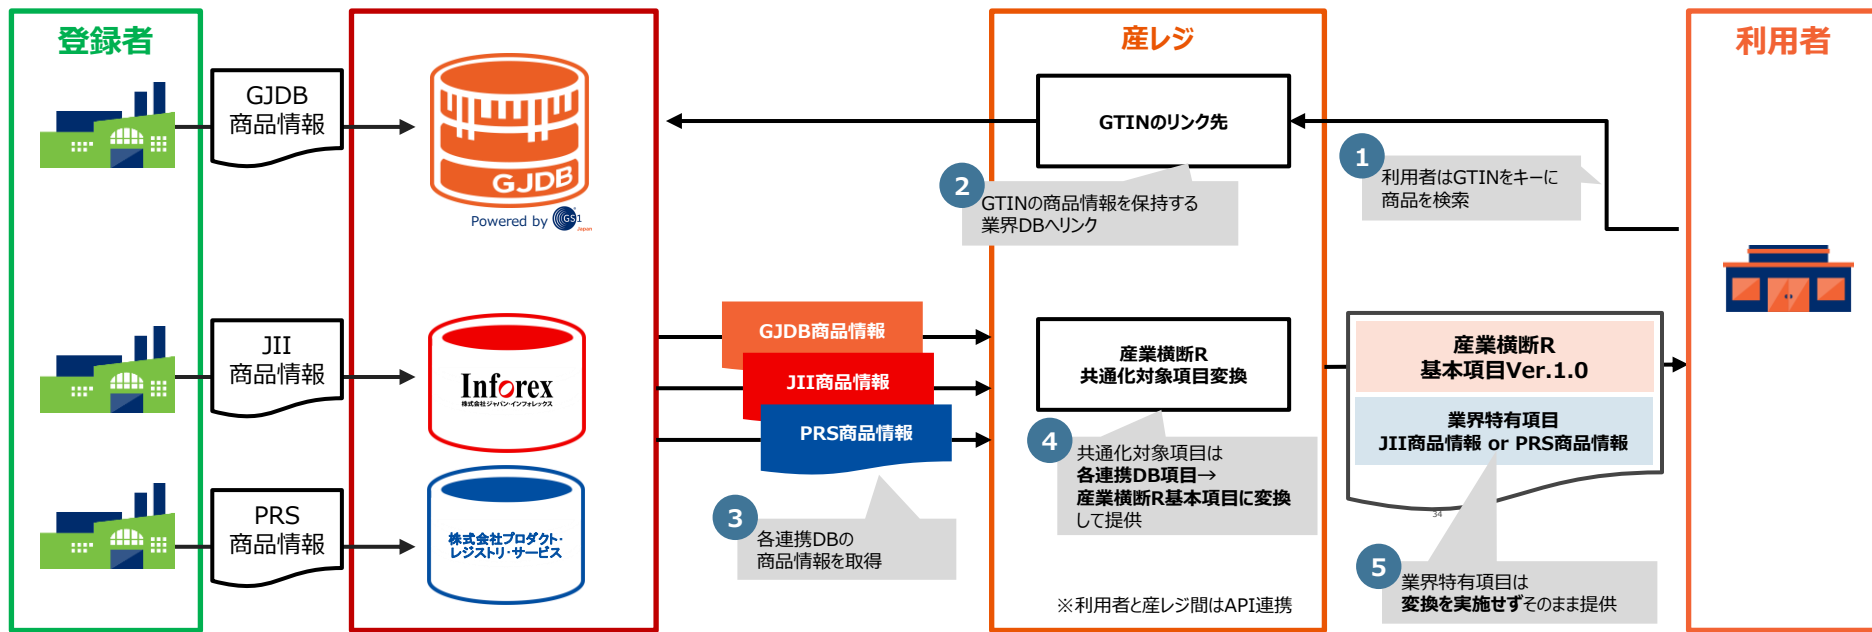 登録者
GJDB
商品情報
JII
商品情報
PRS
商品情報
GJDB
Powered by GS1
Japan
Inforex
株式会社ジャパン・インフォレックス
株式会社プロダクト・
レジストリ・サービス
産レジ
GTINのリンク先
利用者
1
利用者はGTINをキーに
商品を検索
2
GTINの商品情報を保持する
業界DBへリンク
GJDB商品情報
JII商品情報
PRS商品情報
3
各連携DBの
商品情報を取得
産業横断R
共通化対象項目変換
4
共通化対象項目は
各連携DB項目→
産業横断R基本項目に変換
して提供
※利用者と産レジ間はAPI連携
産業横断R
基本項目Ver.1.0
業界特有項目
JII商品情報 or PRS商品情報
34
5
業界特有項目は
変換を実施せずそのまま提供